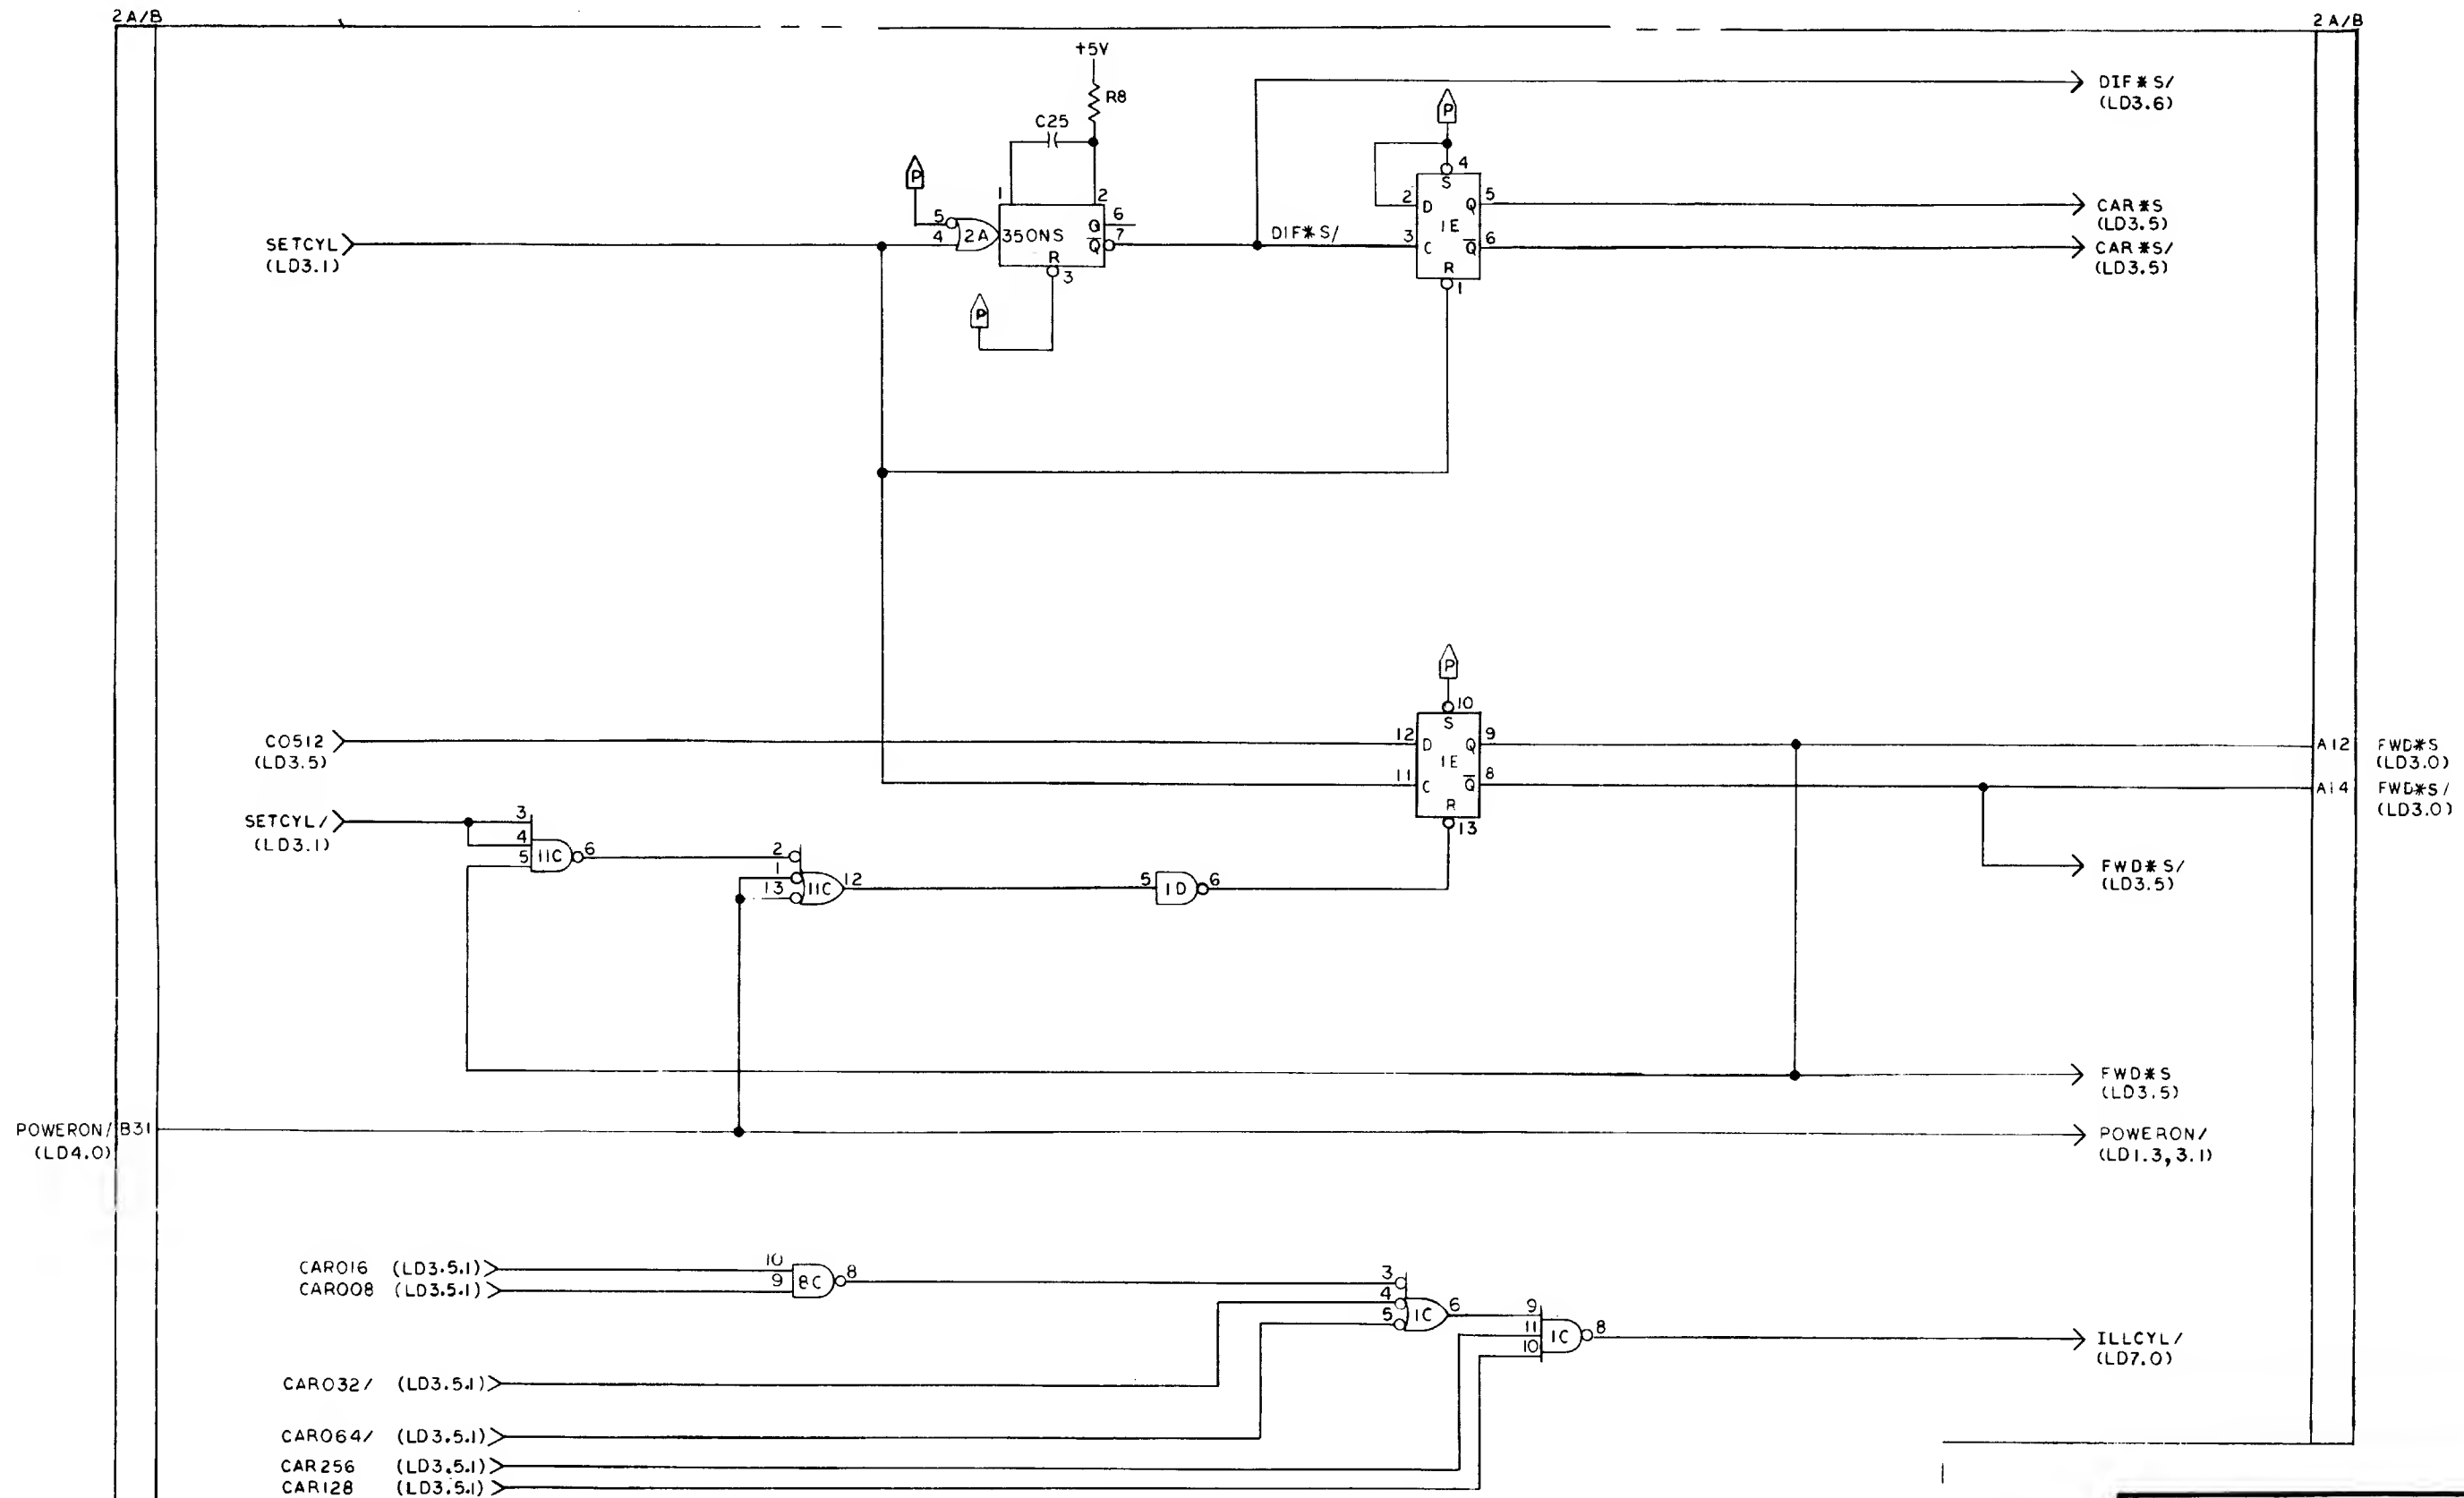 2A/B
2A/B
+5V
R8
C25
DIF*S/
(LD3.6)
P
P
1
2
4
S
2
D
Q
5
CAR*S
(LD3.5)
1E
5
4
2A
350NS
Q
6
Q
7
R
3
SETCYL
(LD3.1)
DIF*S/
3
C
Q
6
CAR*S/
(LD3.5)
R
1
P
P
10
S
CO512
(LD3.5)
12
D
Q
9
1E
A12
FWD*S
(LD3.0)
11
C
Q
8
A14
FWD*S/
(LD3.0)
R
13
SETCYL/
(LD3.1)
3
4
5
11C
6
2
1
13
11C
12
5
1D
6
FWD*S/
(LD3.5)
FWD*S
(LD3.5)
POWERON/
(LD4.0)
B31
POWERON/
(LD1.3,3.1)
CAR016 (LD3.5.1)
CAR008 (LD3.5.1)
10
9
8C
8
3
4
5
1C
6
9
11
10
1C
8
ILLCYL/
(LD7.0)
CAR032/ (LD3.5.1)
CAR064/ (LD3.5.1)
CAR256 (LD3.5.1)
CAR128 (LD3.5.1)